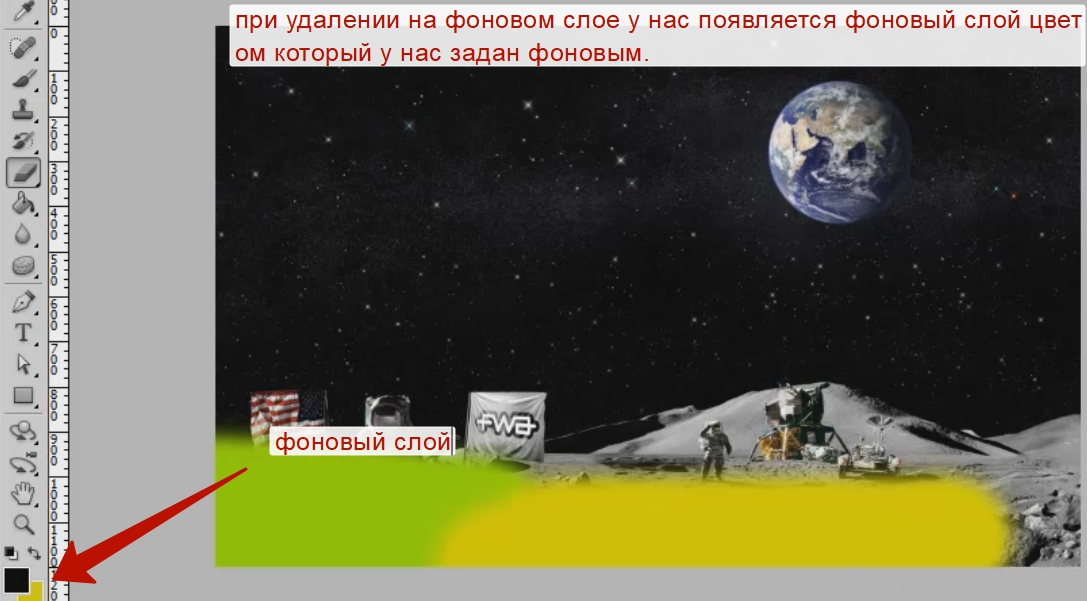 при удалении на фоновом слое у нас появляется фоновый слой цвет
ом который у нас задан фоновым.
FWA
фоновый слой